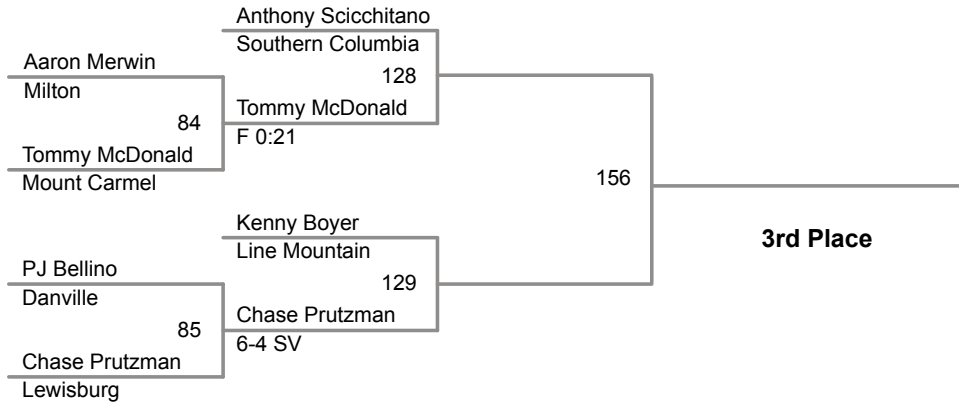 Anthony Scicchitano
Southern Columbia
Aaron Merwin
128
Milton
Tommy McDonald
84
F 0:21
Tommy McDonald
156
Mount Carmel
Kenny Boyer
3rd Place
Line Mountain
PJ Bellino
129
Danville
Chase Prutzman
85
6-4 SV
Chase Prutzman
Lewisburg